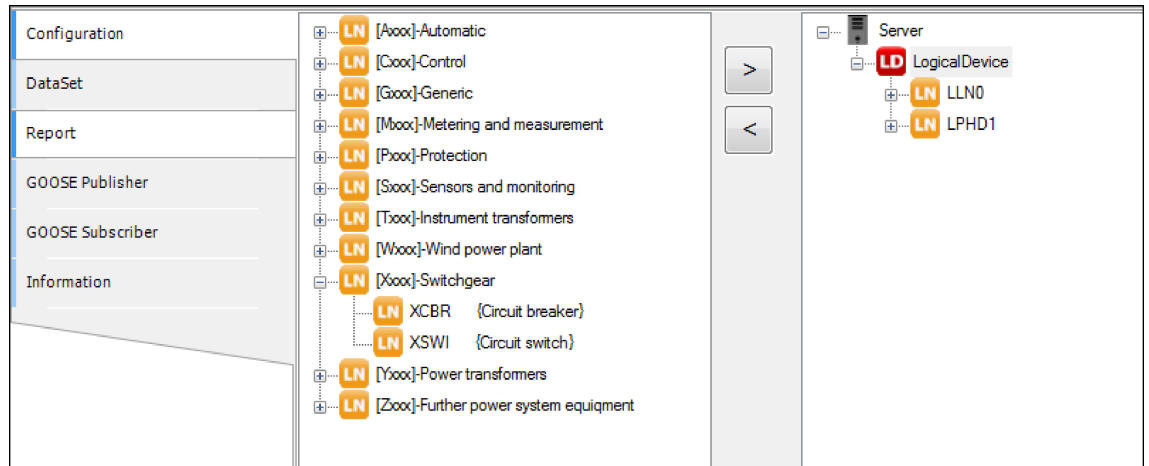 Configuration
DataSet
Report
GOOSE Publisher
GOOSE Subscriber
Information
LN [Axxx]-Automatic
LN [Cxxx]-Control
LN [Gxxx]-Generic
LN [Mxxx]-Metering and measurement
LN [Pxxx]-Protection
LN [Sxxx]-Sensors and monitoring
LN [Txxx]-Instrument transformers
LN [Wxxx]-Wind power plant
LN [Xxxx]-Switchgear
LN XCBR {Circuit breaker}
LN XSWI {Circuit switch}
LN [Yxxx]-Power transformers
LN [Zxxx]-Further power system equiqment
>
<
Server
LD LogicalDevice
LN LLN0
LN LPHD1